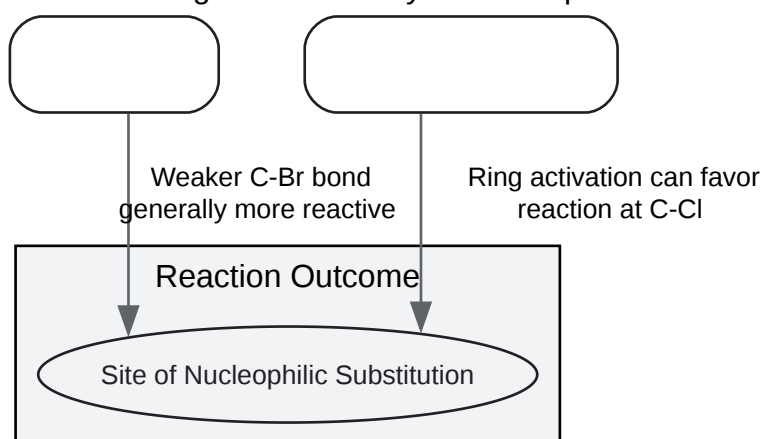 Weaker C-Br bond
generally more reactive
Ring activation can favor
reaction at C-Cl
Reaction Outcome
Site of Nucleophilic Substitution